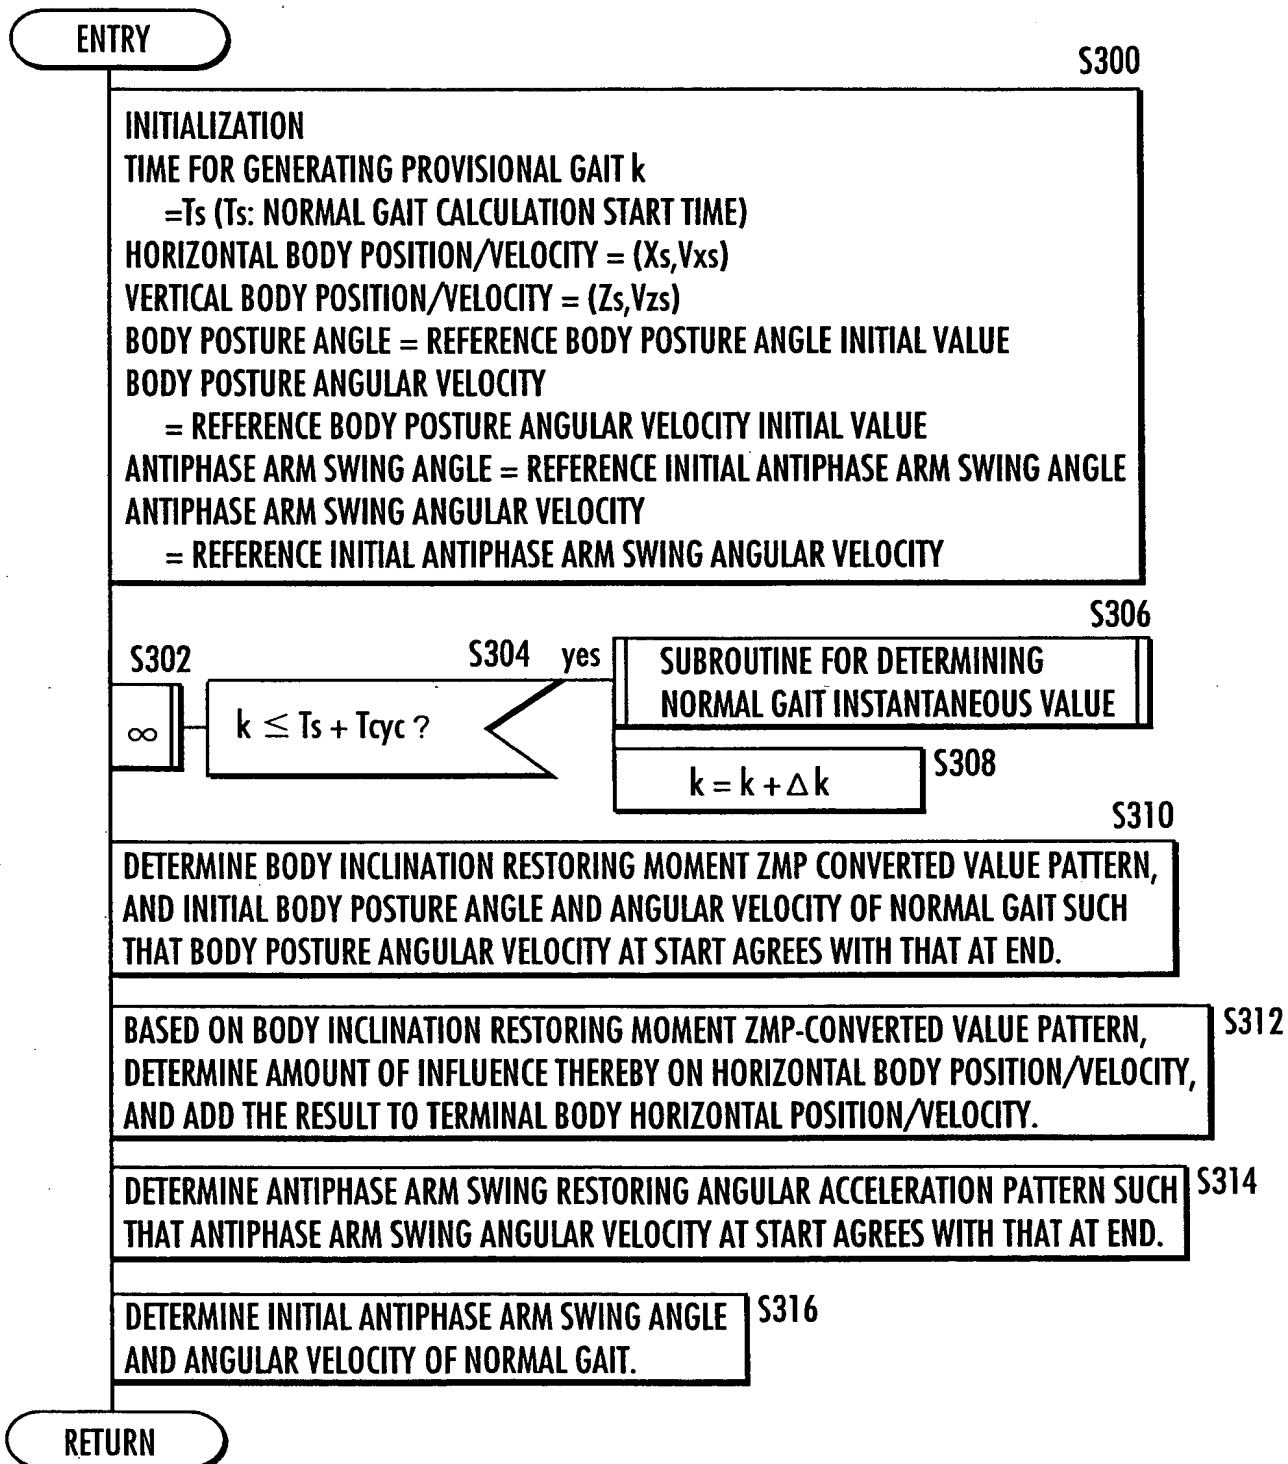 ENTRY
S300
INITIALIZATION
TIME FOR GENERATING PROVISIONAL GAIT k
=Ts (Ts: NORMAL GAIT CALCULATION START TIME)
HORIZONTAL BODY POSITION/VELOCITY = (Xs,Vxs)
VERTICAL BODY POSITION/VELOCITY = (Zs,Vzs)
BODY POSTURE ANGLE = REFERENCE BODY POSTURE ANGLE INITIAL VALUE
BODY POSTURE ANGULAR VELOCITY
= REFERENCE BODY POSTURE ANGULAR VELOCITY INITIAL VALUE
ANTIPHASE ARM SWING ANGLE = REFERENCE INITIAL ANTIPHASE ARM SWING ANGLE
ANTIPHASE ARM SWING ANGULAR VELOCITY
= REFERENCE INITIAL ANTIPHASE ARM SWING ANGULAR VELOCITY
S302
∞
S304
k ≦ Ts + Tcyc ?
yes
S306
SUBROUTINE FOR DETERMINING
NORMAL GAIT INSTANTANEOUS VALUE
k = k + Δ k
S308
S310
DETERMINE BODY INCLINATION RESTORING MOMENT ZMP CONVERTED VALUE PATTERN,
AND INITIAL BODY POSTURE ANGLE AND ANGULAR VELOCITY OF NORMAL GAIT SUCH
THAT BODY POSTURE ANGULAR VELOCITY AT START AGREES WITH THAT AT END.
S312
BASED ON BODY INCLINATION RESTORING MOMENT ZMP-CONVERTED VALUE PATTERN,
DETERMINE AMOUNT OF INFLUENCE THEREBY ON HORIZONTAL BODY POSITION/VELOCITY,
AND ADD THE RESULT TO TERMINAL BODY HORIZONTAL POSITION/VELOCITY.
S314
DETERMINE ANTIPHASE ARM SWING RESTORING ANGULAR ACCELERATION PATTERN SUCH
THAT ANTIPHASE ARM SWING ANGULAR VELOCITY AT START AGREES WITH THAT AT END.
S316
DETERMINE INITIAL ANTIPHASE ARM SWING ANGLE
AND ANGULAR VELOCITY OF NORMAL GAIT.
RETURN